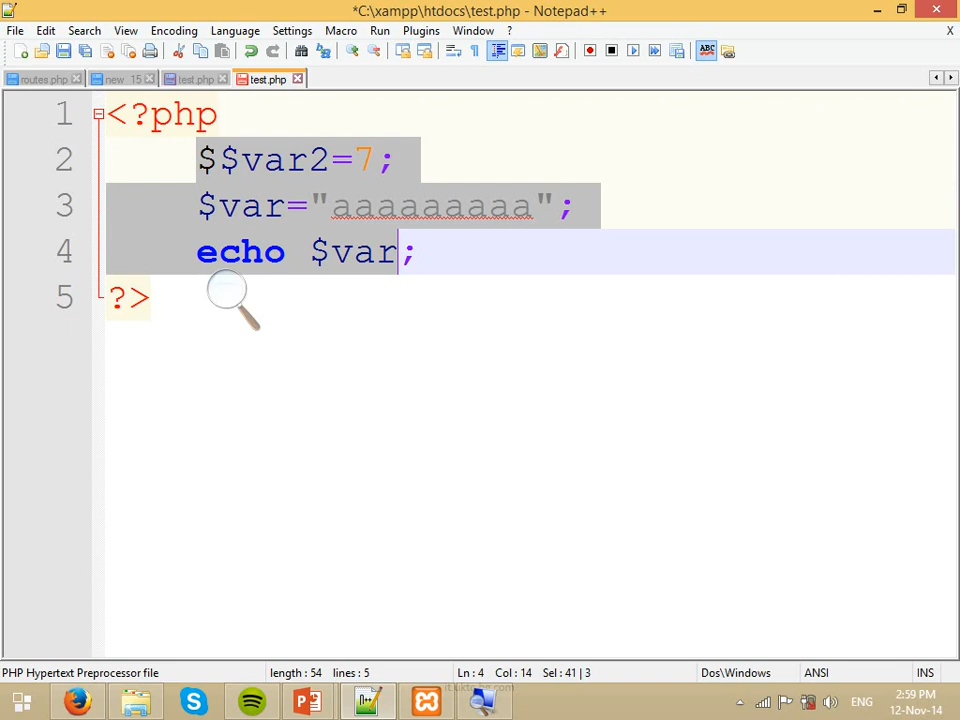 *C:\xampp\htdocs\test.php - Notepad++
File Edit Search View Encoding Language Settings Macro Run Plugins Window ? X
routes.php new 15 test.php test.php
1 <?php
2 $$var2=7;
3 $var="aaaaaaaaa";
4 echo $var;
5 ?>
PHP Hypertext Preprocessor file length : 54 lines : 5 Ln : 4 Col : 14 Sel : 41 | 3 Dos\Windows ANSI INS
ENG
2:59 PM
12-Nov-14